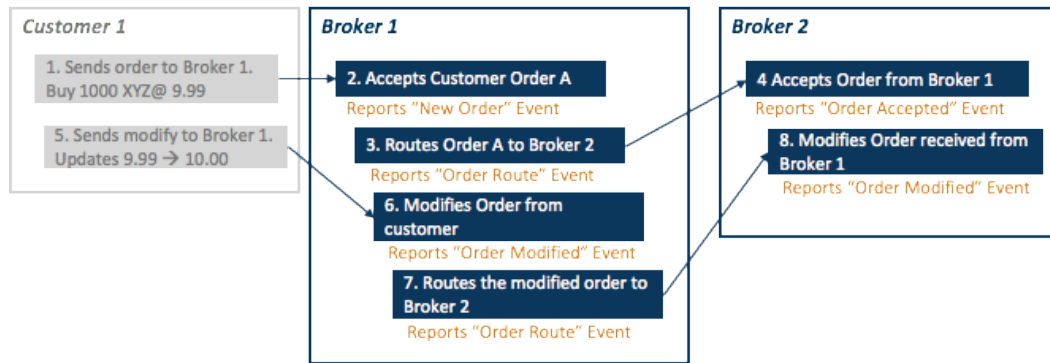 Customer 1
1. Sends order to Broker 1.
Buy 1000 XYZ@ 9.99
5. Sends modify to Broker 1.
Updates 9.99 → 10.00
Broker 1
2. Accepts Customer Order A
Reports "New Order" Event
3. Routes Order A to Broker 2
Reports "Order Route" Event
6. Modifies Order from
customer
Reports "Order Modified" Event
7. Routes the modified order to
Broker 2
Reports "Order Route" Event
Broker 2
4 Accepts Order from Broker 1
Reports "Order Accepted" Event
8. Modifies Order received from
Broker 1
Reports "Order Modified" Event